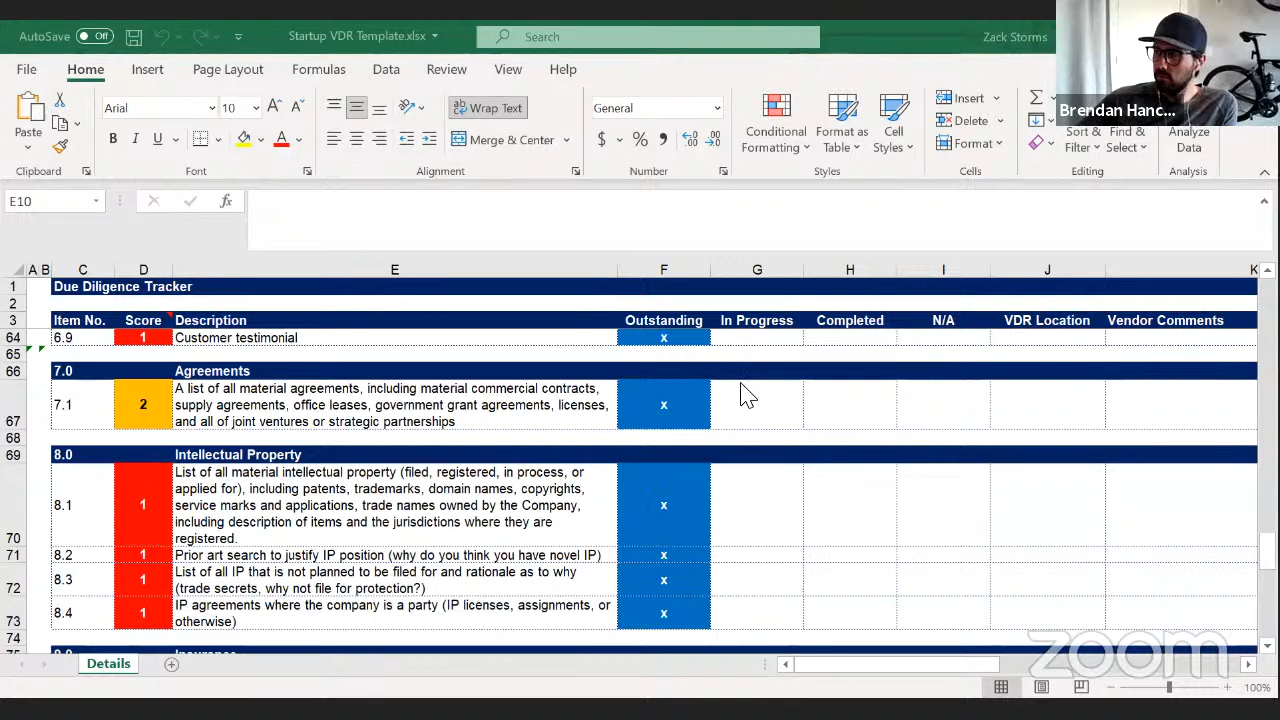 AutoSave Off Startup VDR Template.xlsx Search Zack Storms
Brendan Hanc...
File Home Insert Page Layout Formulas Data Review View Help
Paste Arial 10 Wrap Text General Conditional Formatting Format as Table Cell Styles Insert Sort & Filter Find & Select Analyze Data
B I U Merge & Center $ % Delete
Format
Clipboard Font Alignment Number Styles Cells Editing Analysis
E10 fx
A B C D E F G H I J K
1 Due Diligence Tracker
2
3 Item No. Score Description Outstanding In Progress Completed N/A VDR Location Vendor Comments
64 6.9 1 Customer testimonial x
65
66 7.0 Agreements
67 7.1 2 A list of all material agreements, including material commercial contracts, x
supply agreements, office leases, government grant agreements, licenses,
and all of joint ventures or strategic partnerships
68
69 8.0 Intellectual Property
70 8.1 1 List of all material intellectual property (filed, registered, in process, or x
applied for), including patents, trademarks, domain names, copyrights,
service marks and applications, trade names owned by the Company,
including description of items and the jurisdictions where they are
registered.
71 8.2 1 Prior art search to justify IP position (why do you think you have novel IP) x
72 8.3 1 List of all IP that is not planned to be filed for and rationale as to why x
(trade secrets, why not file for protection?)
73 8.4 1 IP agreements where the company is a party (IP licenses, assignments, or x
otherwise)
74
Details
zoom
100%